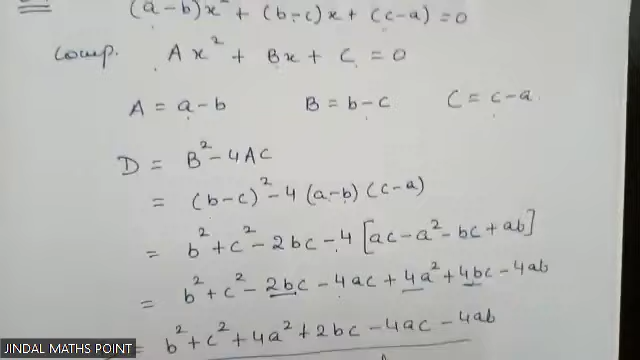 (a-b)x² + (b-c)x + (c-a) = 0
Comp. Ax² + Bx + C = 0
A = a-b B = b-c C = c-a
D = B² - 4AC
= (b-c)² - 4(a-b)(c-a)
= b² + c² - 2bc - 4[ac - a² - bc + ab]
= b² + c² - 2bc - 4ac + 4a² + 4bc - 4ab
= b² + c² + 4a² + 2bc - 4ac - 4ab
JINDAL MATHS POINT